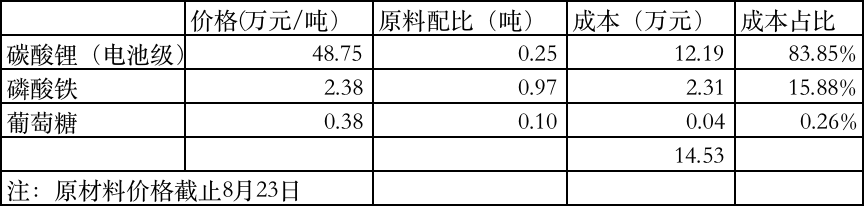 价格(万元/吨) 原料配比（吨） 成本（万元） 成本占比
碳酸锂（电池级） 48.75 0.25 12.19 83.85%
磷酸铁 2.38 0.97 2.31 15.88%
葡萄糖 0.38 0.10 0.04 0.26%
14.53
注：原材料价格截止8月23日